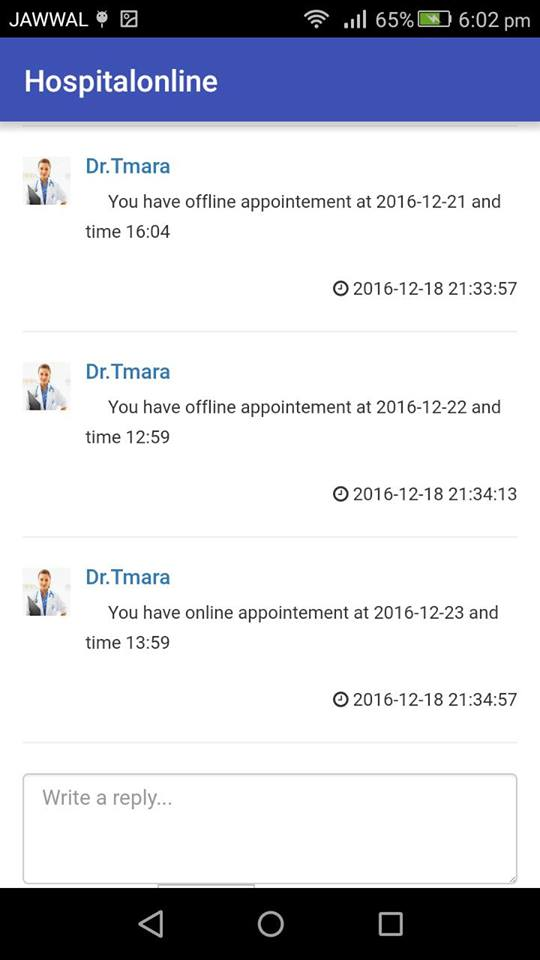 JAWWAL 65% 6:02 pm
Hospitalonline
Dr.Tmara
You have offline appointement at 2016-12-21 and
time 16:04
2016-12-18 21:33:57
Dr.Tmara
You have offline appointement at 2016-12-22 and
time 12:59
2016-12-18 21:34:13
Dr.Tmara
You have online appointement at 2016-12-23 and
time 13:59
2016-12-18 21:34:57
Write a reply...